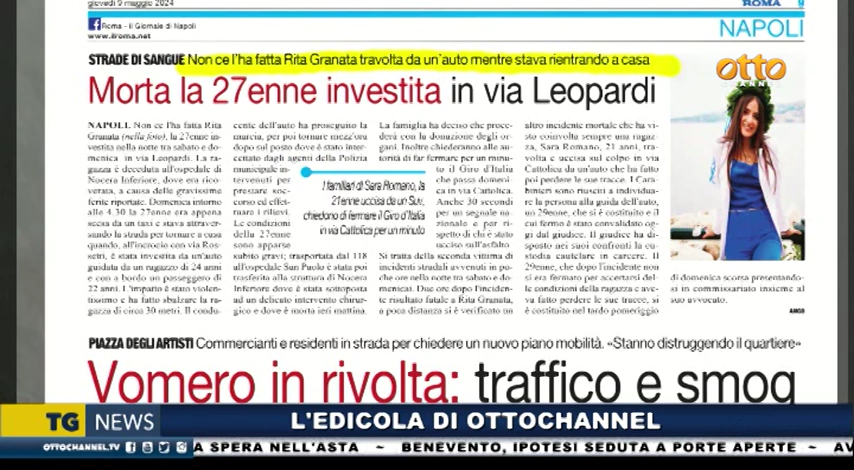 giovedì 9 maggio 2024
ROMA 9
Roma - il Giornale di Napoli
www.ilroma.net
NAPOLI
STRADE DI SANGUE Non ce l'ha fatta Rita Granata travolta da un'auto mentre stava rientrando a casa
Morta la 27enne investita in via Leopardi
otto
CHANNEL
NAPOLI. Non ce l'ha fatta Rita
Granata (nella foto), la 27enne in-
vestita nella notte tra sabato e do-
menica in via Leopardi. La ra-
gazza è deceduta all'ospedale di
Nocera Inferiore, dove era rico-
verata, a causa delle gravissime
ferite riportate. Domenica intorno
alle 4.30 la 27enne era appena
scesa da un taxi e stava attraver-
sando la strada per tornare a casa
quando, all'incrocio con via Ros-
setti, è stata investita da un'auto
guidata da un ragazzo di 24 anni
e con a bordo un passeggero di
22 anni. L'impatto è stato violen-
tissimo e ha fatto sbalzare la ra-
gazza di circa 30 metri. Il condu-
cente dell'auto ha proseguito la
marcia, per poi tornare mezz'ora
dopo sul posto dove è stato inter-
cettato dagli agenti della Polizia
municipale in-
tervenuti per
prestare soc-
corso ed effet-
tuare i rilievi.
Le condizioni
della 27enne
sono apparse
subito gravi; trasportata dal 118
all'ospedale San Paolo è stata poi
trasferita alla struttura di Nocera
Inferiore dove è stata sottoposta
ad un delicato intervento chirur-
gico e dove è morta ieri mattina.
I familiari di Sara Romano, la
21enne uccisa da un Suv,
chiedono di fermare il Giro d'Italia
in via Cattolica per un minuto
La famiglia ha deciso che proce-
derà con la donazione degli or-
gani. Inoltre chiederanno alle au-
torità di far fermare per un minu-
to il Giro d'Italia
che passa domeni-
ca in via Cattolica.
Anche 30 secondi
per un segnale na-
zionale e per ri-
spetto di chi è stato
ucciso sull'asfalto.
Si tratta della seconda vittima di
incidenti stradali avvenuti in po-
che ore nella notte tra sabato e do-
menica. Due ore dopo l'inciden-
te risultato fatale a Rita Granata,
a poca distanza si è verificato un
altro incidente mortale che ha vi-
sto coinvolta sempre una ragaz-
za, Sara Romano, 21 anni, tra-
volta e uccisa sul colpo in via
Cattolica da un'auto che ha fatto
poi perdere le sue tracce. I Cara-
binieri sono riusciti a individua-
re la persona alla guida dell'auto,
un 29enne, che si è costituito e il
cui fermo è stato convalidato og-
gi dal giudice. Il giudice ha di-
sposto nei suoi confronti la cu-
stodia cautelare in carcere. Il
29enne, che dopo l'incidente non
si era fermato per accertarsi del-
le condizioni della ragazza e ave-
va fatto perdere le sue tracce, si
è costituito nel tardo pomeriggio
di domenica scorsa presentando-
si in commissariato insieme al
suo avvocato.
PIAZZA DEGLI ARTISTI Commercianti e residenti in strada per chiedere un nuovo piano mobilità. «Stanno distruggendo il quartiere»
Vomero in rivolta: traffico e smog
TG NEWS
L'EDICOLA DI OTTOCHANNEL
OTTOCHANNEL.TV
A SPERA NELL'ASTA ~ BENEVENTO, IPOTESI SEDUTA A PORTE APERTE ~ AV